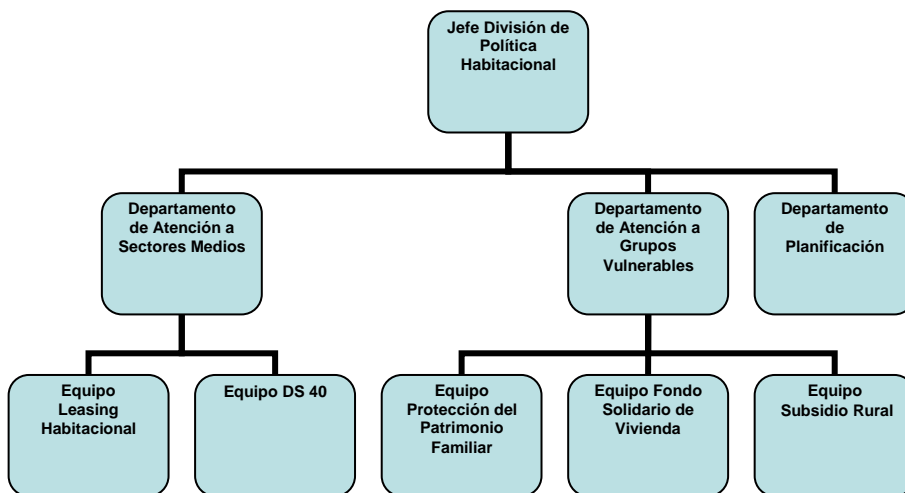 Jefe División de
Política
Habitacional
Departamento
de Atención a
Sectores Medios
Departamento
de Atención a
Grupos
Vulnerables
Departamento
de
Planificación
Equipo
Leasing
Habitacional
Equipo DS 40
Equipo
Protección del
Patrimonio
Familiar
Equipo Fondo
Solidario de
Vivienda
Equipo
Subsidio Rural